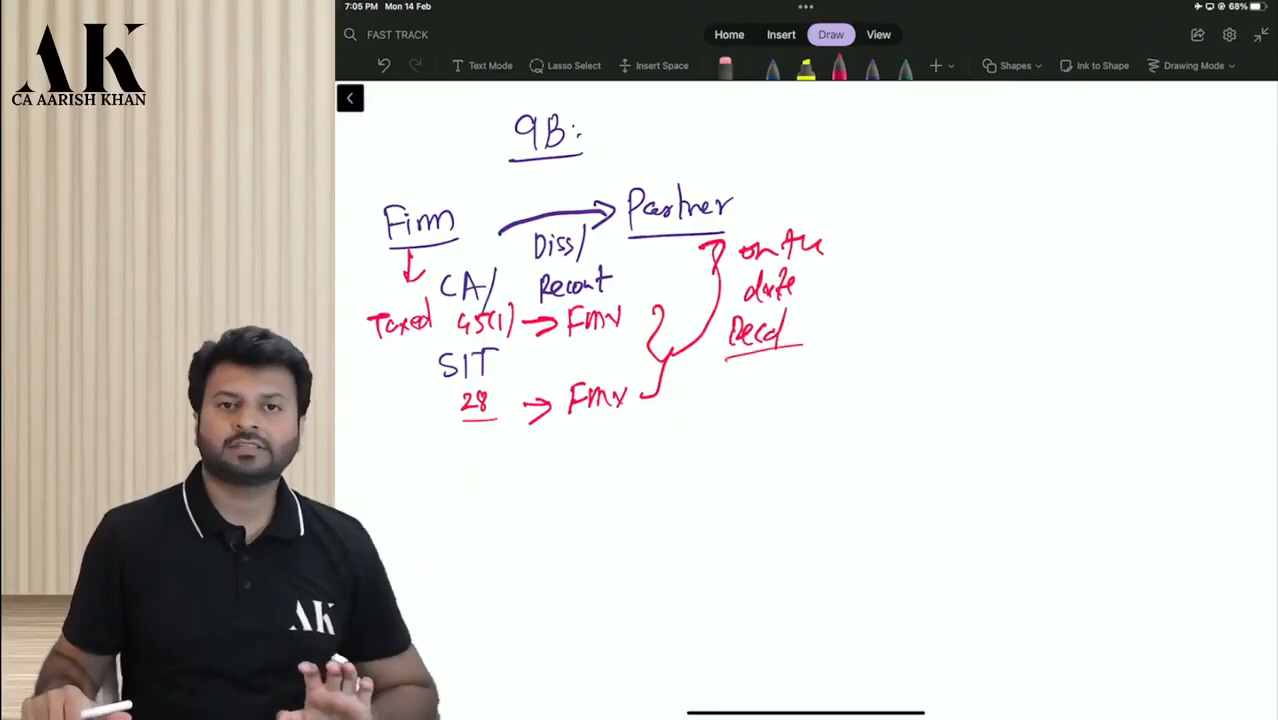 AK
CA AARISH KHAN
7:05 PM Mon 14 Feb
68%
FAST TRACK
Home Insert Draw View
Text Mode Lasso Select Insert Space Shapes Ink to Shape Drawing Mode
9B:
Firm Partner
Diss/
CA/ Recont
Taxed 45(1) → FMV
SIT
28 → FMV
on the
date
Recd
AK